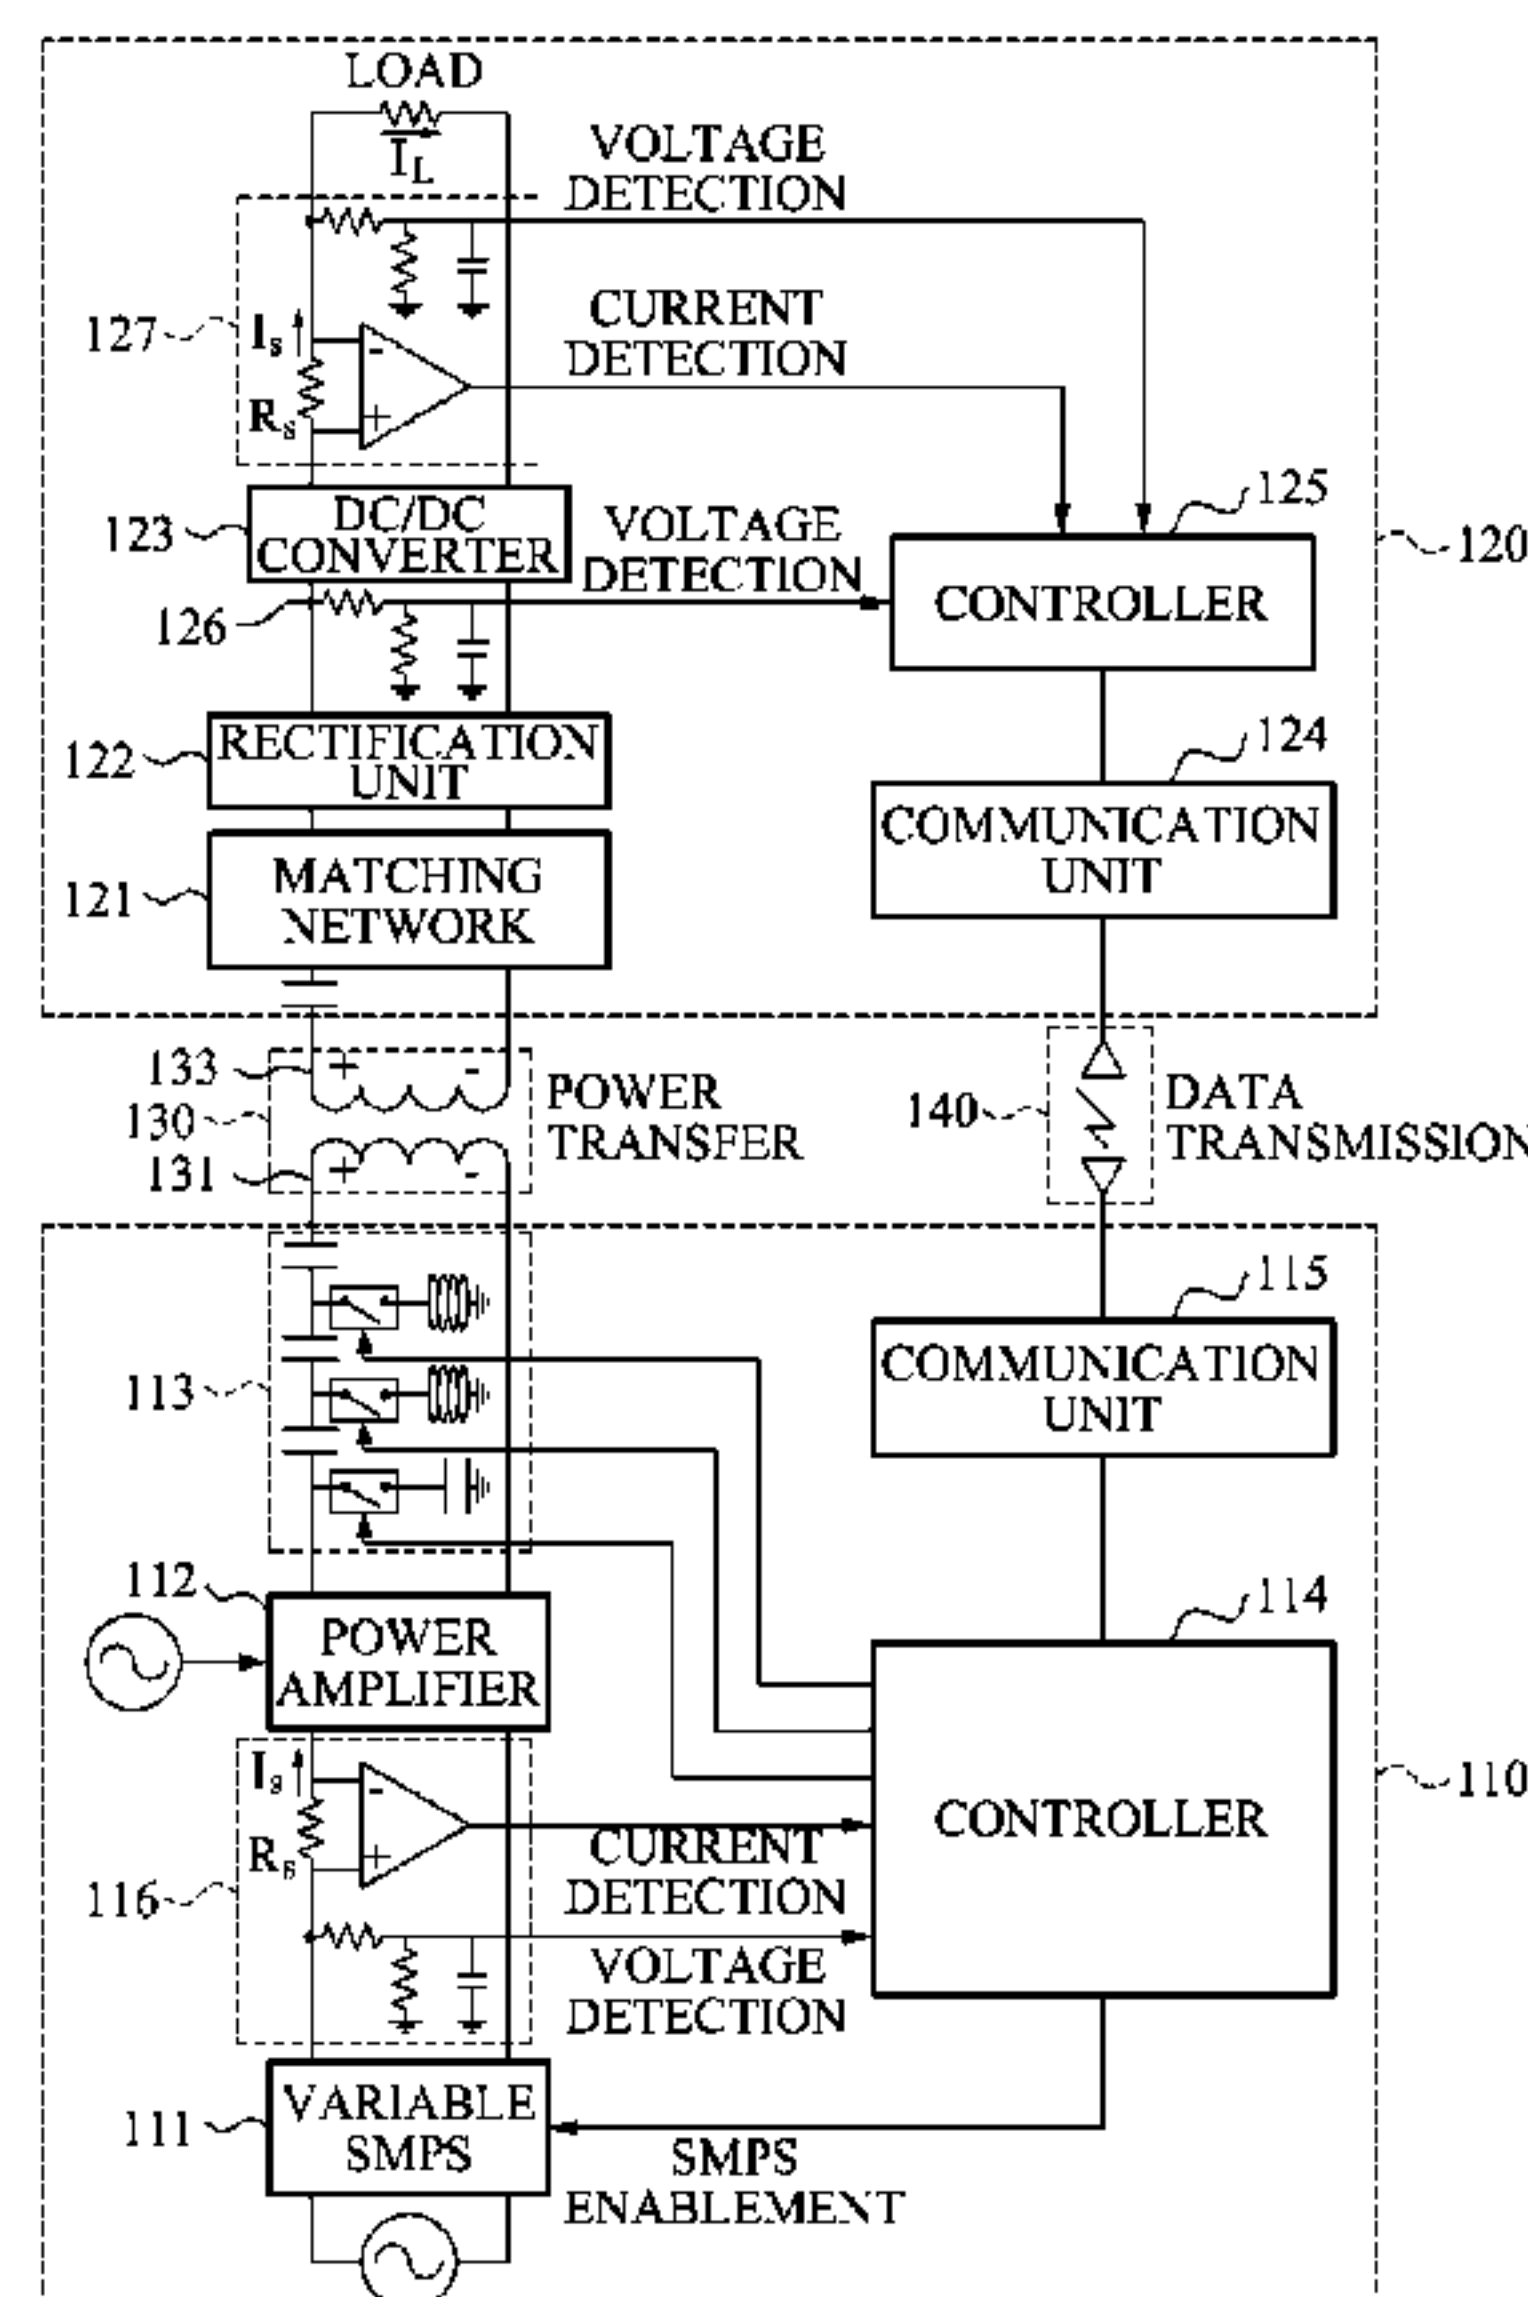 LOAD
I_L
VOLTAGE
DETECTION
127
I_s
-
CURRENT
DETECTION
R_s
+
125
123
DC/DC
CONVERTER
VOLTAGE
DETECTION
CONTROLLER
120
126
122
RECTIFICATION
UNIT
124
COMMUNICATION
UNIT
121
MATCHING
NETWORK
133
+ -
130
POWER
TRANSFER
131
+ -
140
DATA
TRANSMISSION
115
COMMUNICATION
UNIT
113
112
POWER
AMPLIFIER
114
CONTROLLER
110
I_s
-
R_s
+
116
CURRENT
DETECTION
VOLTAGE
DETECTION
111
VARIABLE
SMPS
SMPS
ENABLEMENT